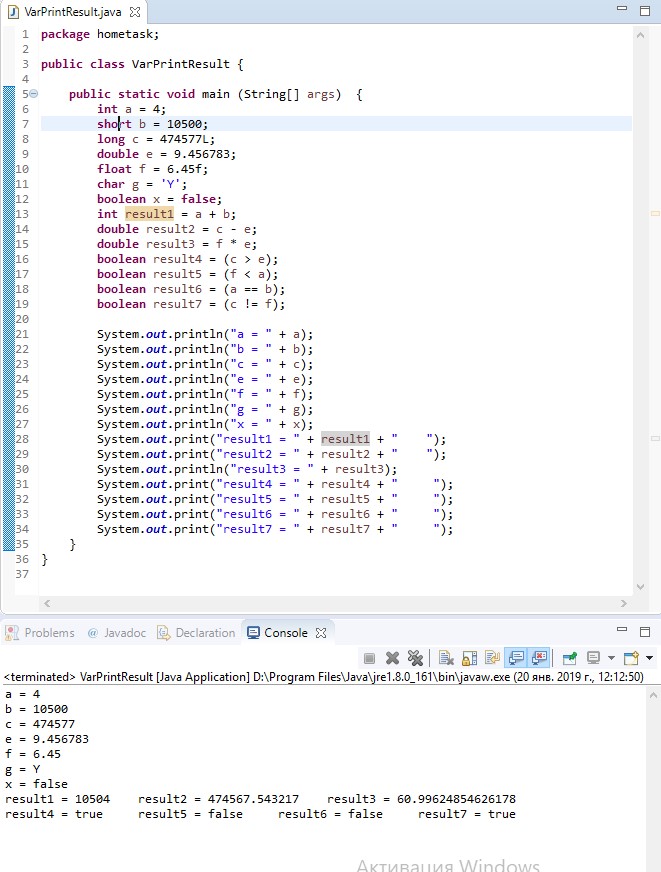 VarPrintResult.java
1 package hometask;
2
3 public class VarPrintResult {
4
5 public static void main (String[] args)  {
6 int a = 4;
7 short b = 10500;
8 long c = 474577L;
9 double e = 9.456783;
10 float f = 6.45f;
11 char g = 'Y';
12 boolean x = false;
13 int result1 = a + b;
14 double result2 = c - e;
15 double result3 = f * e;
16 boolean result4 = (c > e);
17 boolean result5 = (f < a);
18 boolean result6 = (a == b);
19 boolean result7 = (c != f);
20
21 System.out.println("a = " + a);
22 System.out.println("b = " + b);
23 System.out.println("c = " + c);
24 System.out.println("e = " + e);
25 System.out.println("f = " + f);
26 System.out.println("g = " + g);
27 System.out.println("x = " + x);
28 System.out.print("result1 = " + result1 + "    ");
29 System.out.print("result2 = " + result2 + "    ");
30 System.out.println("result3 = " + result3);
31 System.out.print("result4 = " + result4 + "     ");
32 System.out.print("result5 = " + result5 + "     ");
33 System.out.print("result6 = " + result6 + "     ");
34 System.out.print("result7 = " + result7 + "     ");
35 }
36 }
37
Problems @ Javadoc Declaration Console
<terminated> VarPrintResult [Java Application] D:\Program Files\Java\jre1.8.0_161\bin\javaw.exe (20 янв. 2019 г., 12:12:50)
a = 4
b = 10500
c = 474577
e = 9.456783
f = 6.45
g = Y
x = false
result1 = 10504    result2 = 474567.543217    result3 = 60.99624854626178
result4 = true     result5 = false     result6 = false     result7 = true
Активация Windows